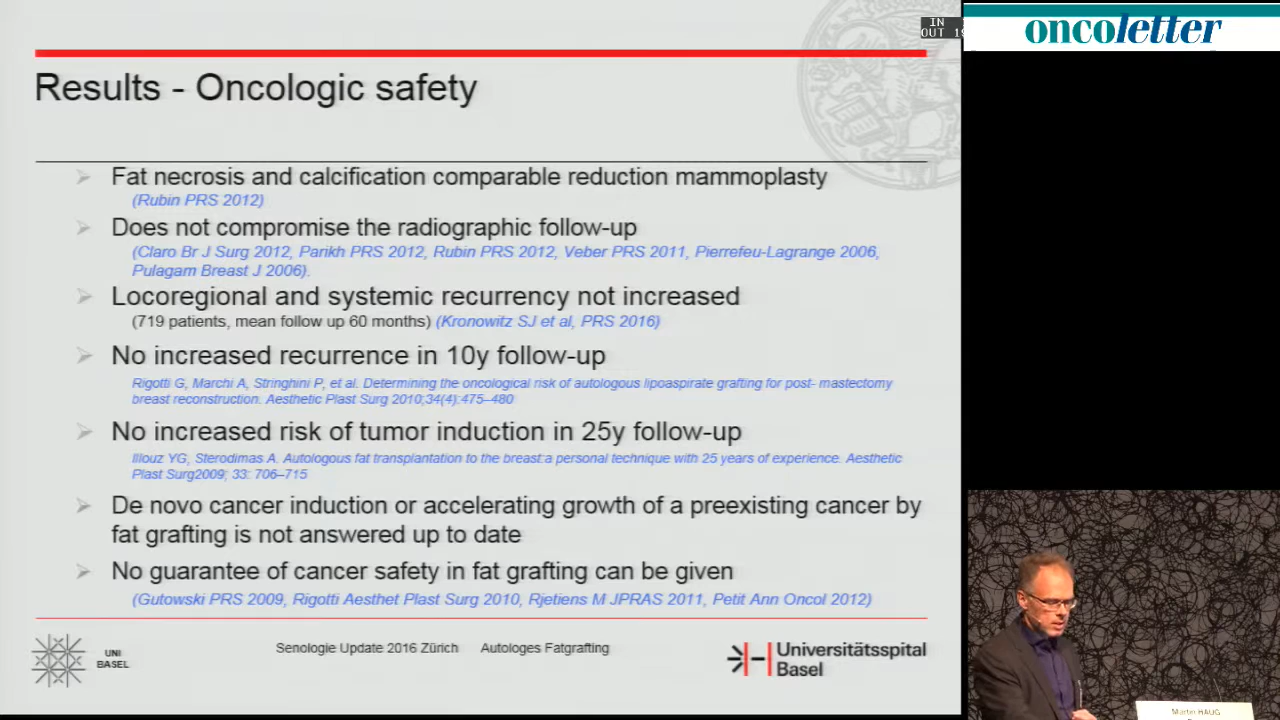 IN
OUT
oncoletter
Results - Oncologic safety
Fat necrosis and calcification comparable reduction mammoplasty
(Rubin PRS 2012)
Does not compromise the radiographic follow-up
(Claro Br J Surg 2012, Parikh PRS 2012, Rubin PRS 2012, Veber PRS 2011, Pierrefeu-Lagrange 2006,
Pulagam Breast J 2006).
Locoregional and systemic recurrency not increased
(719 patients, mean follow up 60 months) (Kronowitz SJ et al, PRS 2016)
No increased recurrence in 10y follow-up
Rigotti G, Marchi A, Stringhini P, et al. Determining the oncological risk of autologous lipoaspirate grafting for post- mastectomy
breast reconstruction. Aesthetic Plast Surg 2010;34(4):475–480
No increased risk of tumor induction in 25y follow-up
Illouz YG, Sterodimas A. Autologous fat transplantation to the breast:a personal technique with 25 years of experience. Aesthetic
Plast Surg2009; 33: 706–715
De novo cancer induction or accelerating growth of a preexisting cancer by
fat grafting is not answered up to date
No guarantee of cancer safety in fat grafting can be given
(Gutowski PRS 2009, Rigotti Aesthet Plast Surg 2010, Rjetiens M JPRAS 2011, Petit Ann Oncol 2012)
UNI
BASEL
Senologie Update 2016 Zürich Autologes Fatgrafting
Universitätsspital
Basel
Martin HAUG